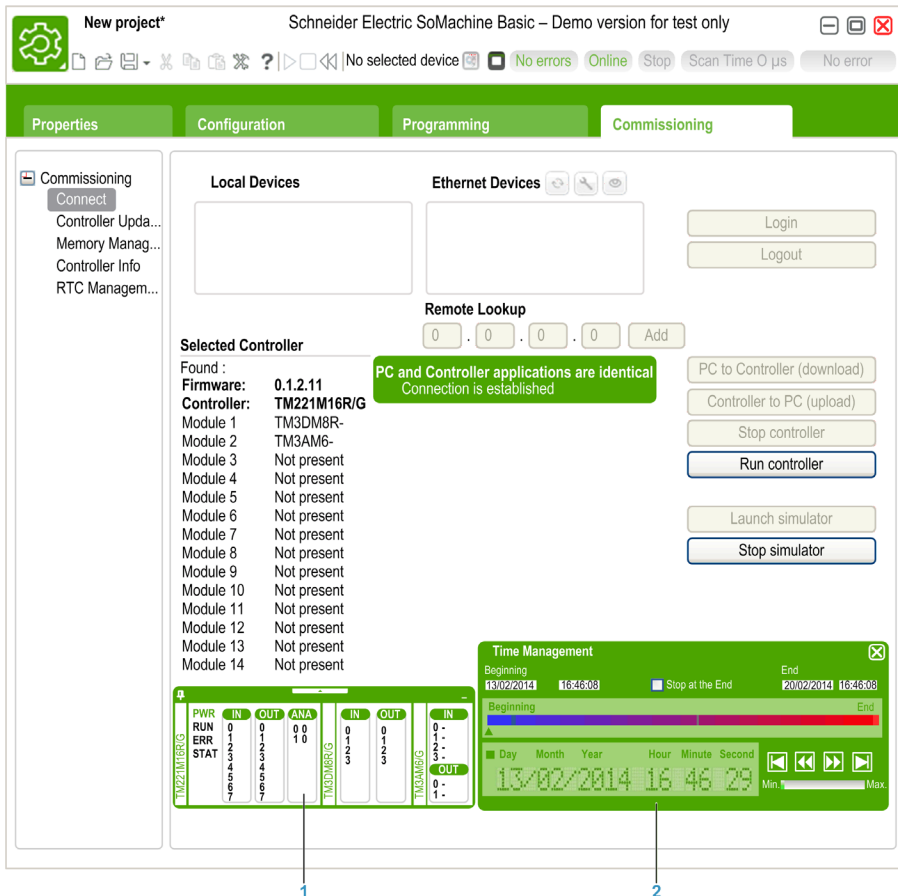 New project*
Schneider Electric SoMachine Basic – Demo version for test only
? No selected device No errors Online Stop Scan Time O µs No error
Properties Configuration Programming Commissioning
Commissioning
Connect
Controller Upda...
Memory Manag...
Controller Info
RTC Managem...
Local Devices
Ethernet Devices
Login
Logout
Remote Lookup
0 . 0 . 0 . 0 Add
Selected Controller
Found :
Firmware: 0.1.2.11
Controller: TM221M16R/G
Module 1 TM3DM8R-
Module 2 TM3AM6-
Module 3 Not present
Module 4 Not present
Module 5 Not present
Module 6 Not present
Module 7 Not present
Module 8 Not present
Module 9 Not present
Module 10 Not present
Module 11 Not present
Module 12 Not present
Module 13 Not present
Module 14 Not present
PC and Controller applications are identical
Connection is established
PC to Controller (download)
Controller to PC (upload)
Stop controller
Run controller
Launch simulator
Stop simulator
TM221M16R/G
PWR
RUN
ERR
STAT
IN
0
1
2
3
4
5
6
7
OUT
0
1
2
3
4
5
6
7
ANA
0 0
1 0
TM3DM8R/G
IN
0
1
2
3
OUT
0
1
2
3
TM3AM6/G
IN
0 -
1 -
2 -
3 -
OUT
0 -
1 -
Time Management
Beginning End
13/02/2014 16:46:08 Stop at the End 20/02/2014 16:46:08
Beginning End
Day Month Year Hour Minute Second
13/02/2014 16 46 29
Min. Max.
1 2